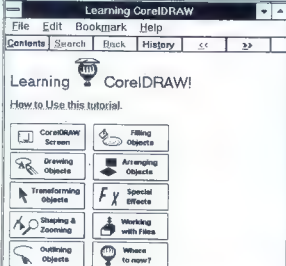 Learning CorelDRAW
File Edit Bookmark Help
Contents Search Back History << >>
Learning CorelDRAW!
How to Use this tutorial.
CorelDRAW Screen
Filling Objects
Drawing Objects
Arranging Objects
Transforming Objects
Special Effects
Shaping & Zooming
Working with Files
Outlining Objects
Where to now?